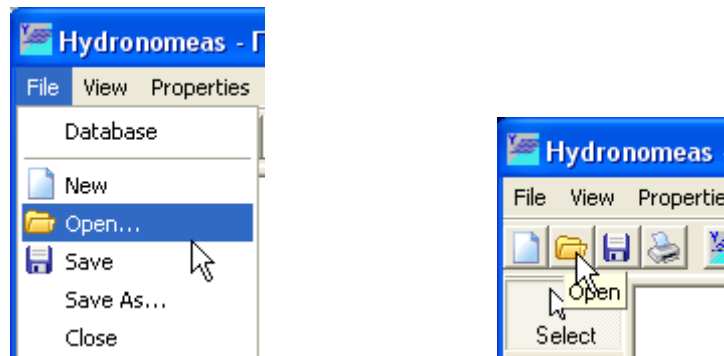 Hydronomeas - Γ
File View Properties
Database
New
Open...
Save
Save As...
Close
Hydronomeas
File View Propertie
Open
Select